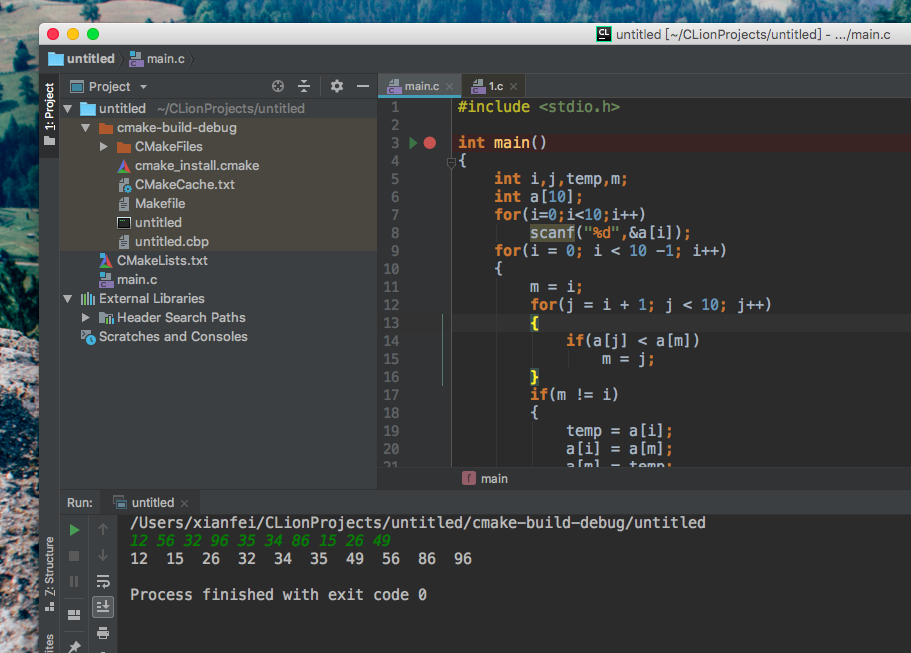 untitled [~/CLionProjects/untitled] - .../main.c
untitled main.c
1: Project
Project
untitled ~/CLionProjects/untitled
cmake-build-debug
CMakeFiles
cmake_install.cmake
CMakeCache.txt
Makefile
untitled
untitled.cbp
CMakeLists.txt
main.c
External Libraries
Header Search Paths
Scratches and Consoles
main.c 1.c
1 #include <stdio.h>
2
3 int main()
4 {
5 int i,j,temp,m;
6 int a[10];
7 for(i=0;i<10;i++)
8 scanf("%d",&a[i]);
9 for(i = 0; i < 10 -1; i++)
10 {
11 m = i;
12 for(j = i + 1; j < 10; j++)
13 {
14 if(a[j] < a[m])
15 m = j;
16 }
17 if(m != i)
18 {
19 temp = a[i];
20 a[i] = a[m];
21 a[m] = temp;
f main
Run: untitled
/Users/xianfei/CLionProjects/untitled/cmake-build-debug/untitled
12 56 32 96 35 34 86 15 26 49
12 15 26 32 34 35 49 56 86 96
Process finished with exit code 0
Z: Structure